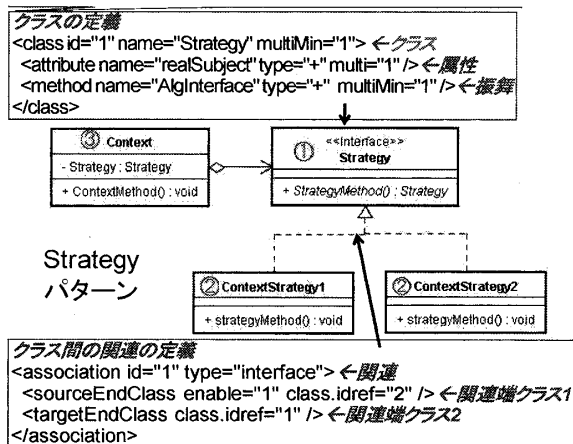 クラスの定義
<class id="1" name="Strategy" multiMin="1"> ←クラス
<attribute name="realSubject" type="+" multi="1" />←属性
<method name="AlgInterface" type="+" multiMin="1" />←振舞
</class>
③ Context
- Strategy : Strategy
+ ContextMethod() : void
① <<Interface>>
Strategy
+ StrategyMethod() : Strategy
Strategy
パターン
②ContextStrategy1
+ strategyMethod() : void
②ContextStrategy2
+ strategyMethod() : void
クラス間の関連の定義
<association id="1" type="interface"> ←関連
<sourceEndClass enable="1" class.idref="2" />←関連端クラス1
<targetEndClass class.idref="1" />←関連端クラス2
</association>